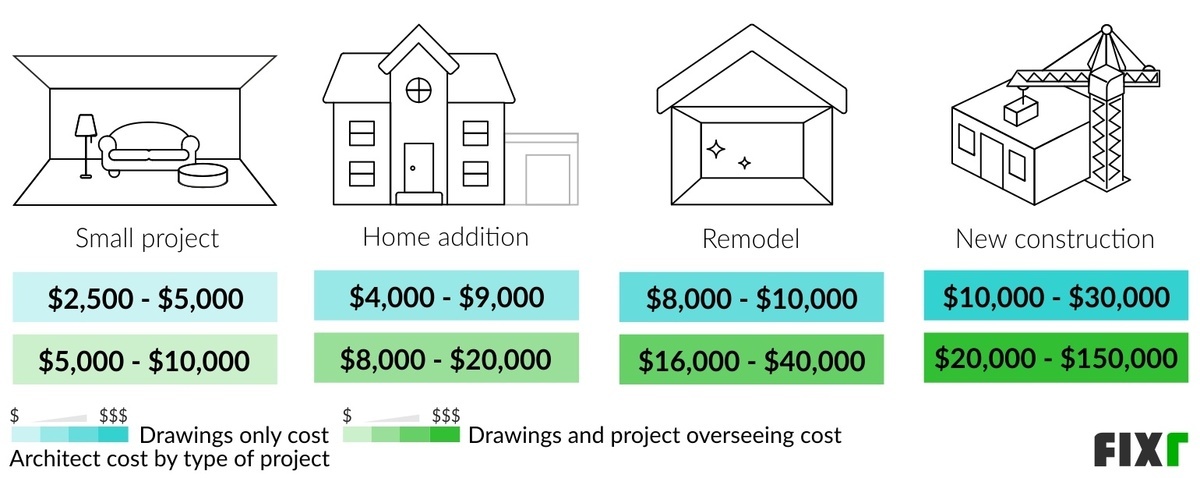 Small project
Home addition
Remodel
New construction
$2,500 - $5,000
$4,000 - $9,000
$8,000 - $10,000
$10,000 - $30,000
$5,000 - $10,000
$8,000 - $20,000
$16,000 - $40,000
$20,000 - $150,000
$ $$$
Drawings only cost
$ $$$
Drawings and project overseeing cost
Architect cost by type of project
FIXr